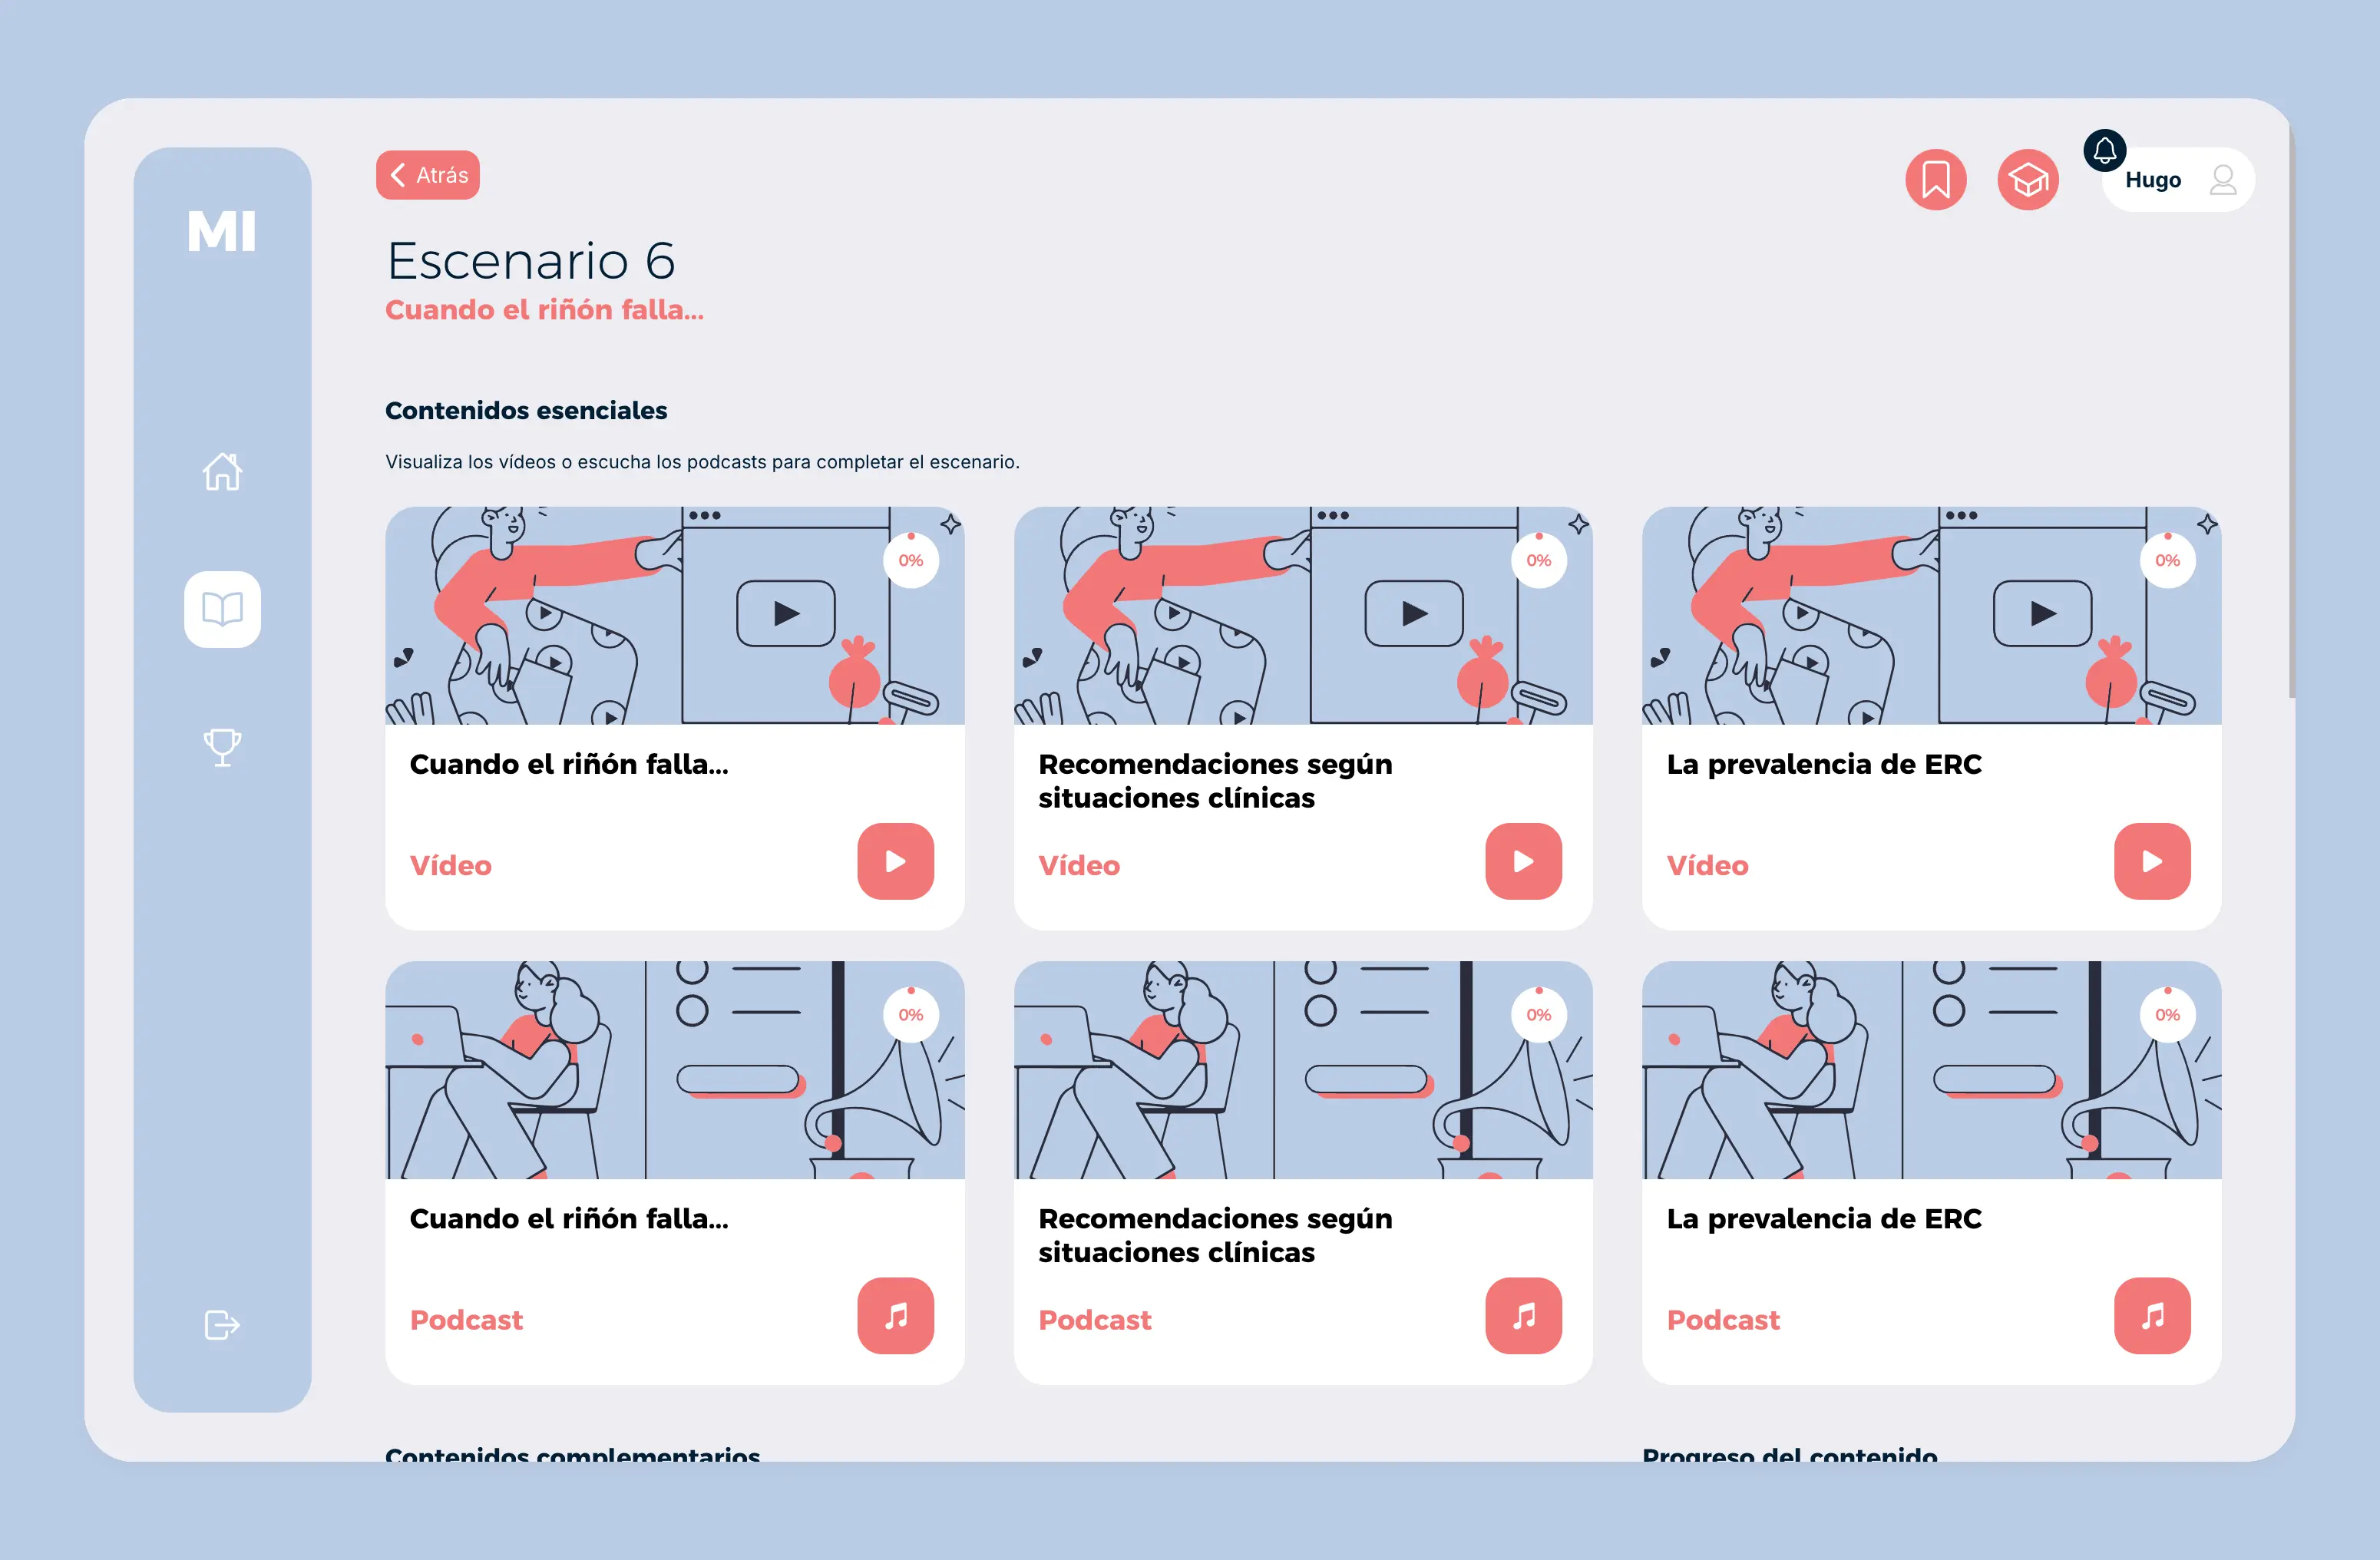 MI
Atrás
Hugo
Escenario 6
Cuando el riñón falla...
Contenidos esenciales
Visualiza los vídeos o escucha los podcasts para completar el escenario.
0%
0%
0%
Cuando el riñón falla...
Vídeo
Recomendaciones según
situaciones clínicas
Vídeo
La prevalencia de ERC
Vídeo
0%
0%
0%
Cuando el riñón falla...
Podcast
Recomendaciones según
situaciones clínicas
Podcast
La prevalencia de ERC
Podcast
Contenidos complementarios
Progreso del contenido